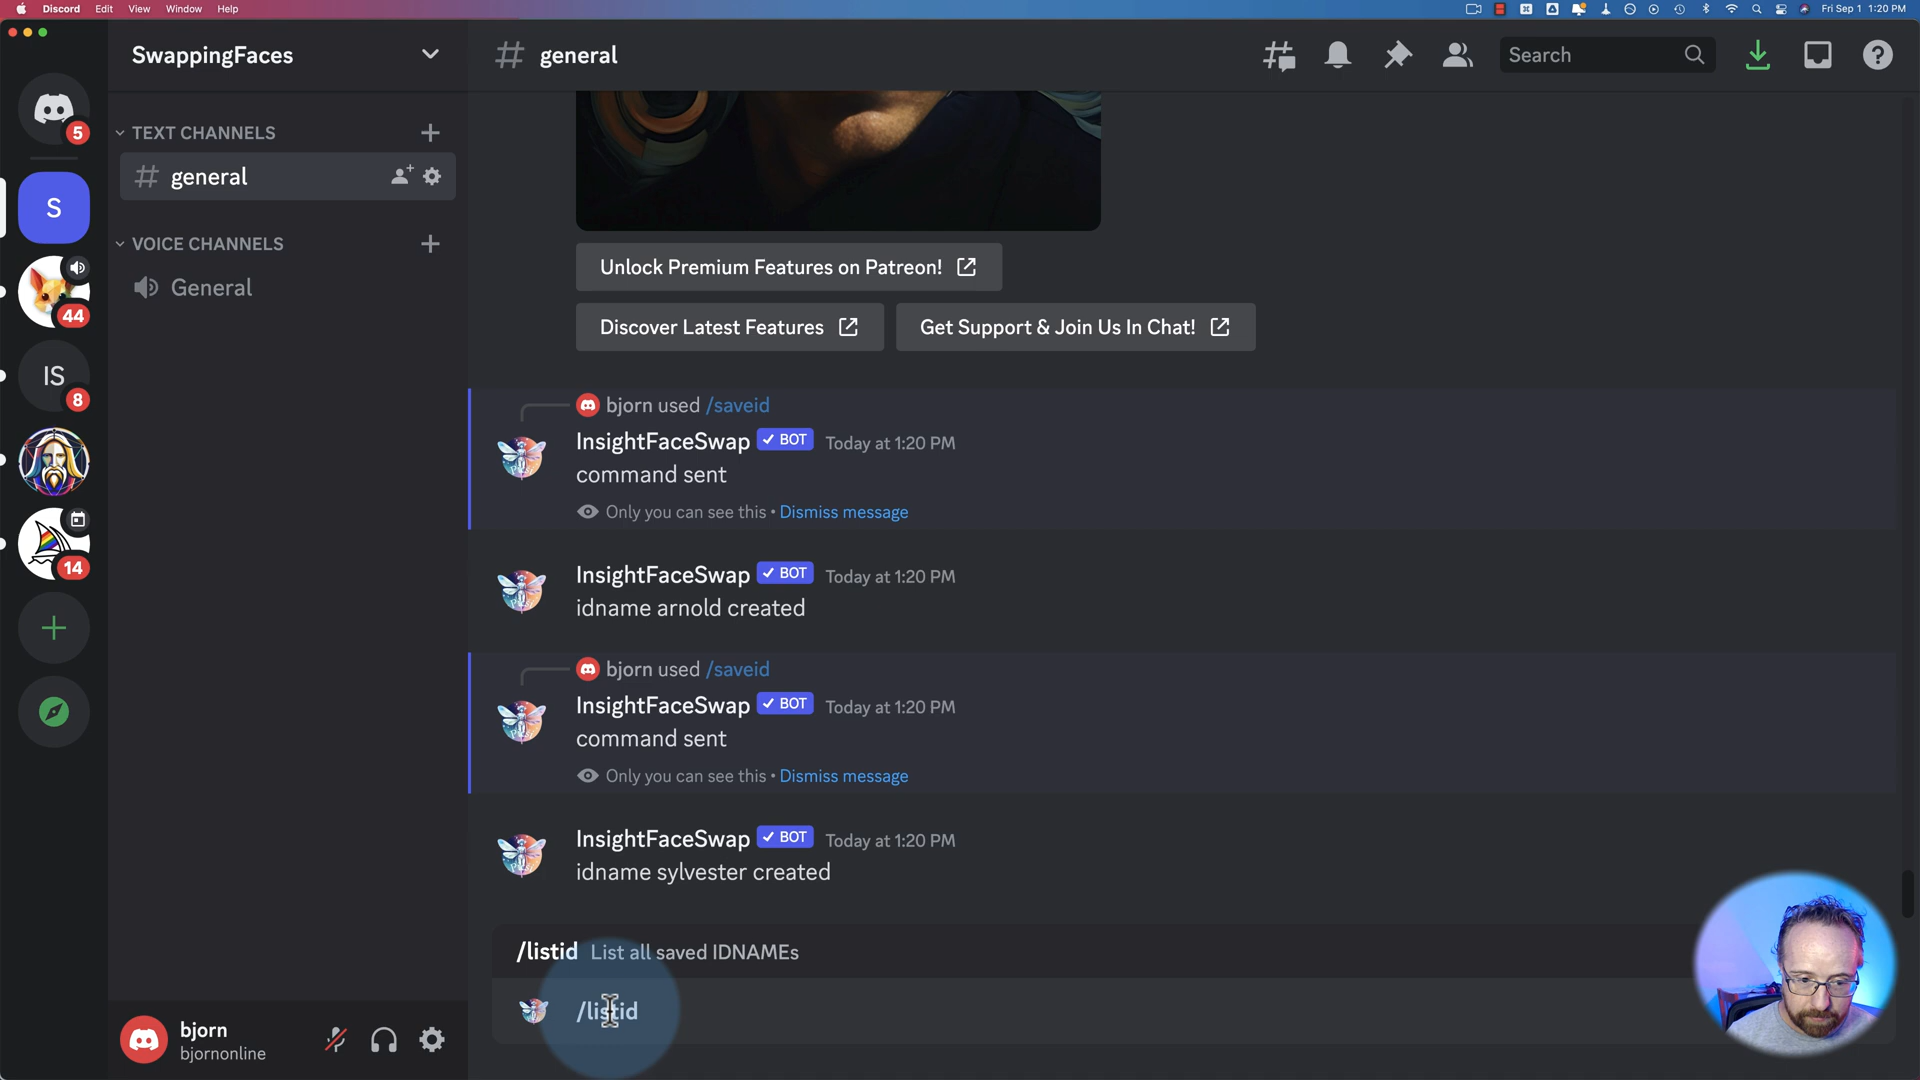 Discord Edit View Window Help
Fri Sep 1 1:20 PM
SwappingFaces
general
Search
5
TEXT CHANNELS
general
S
VOICE CHANNELS
General
44
IS
8
14
Unlock Premium Features on Patreon!
Discover Latest Features
Get Support & Join Us In Chat!
bjorn used /saveid
InsightFaceSwap ✓ BOT Today at 1:20 PM
command sent
Only you can see this • Dismiss message
InsightFaceSwap ✓ BOT Today at 1:20 PM
idname arnold created
bjorn used /saveid
InsightFaceSwap ✓ BOT Today at 1:20 PM
command sent
Only you can see this • Dismiss message
InsightFaceSwap ✓ BOT Today at 1:20 PM
idname sylvester created
/listid List all saved IDNAMEs
/listid
bjorn
bjornonline